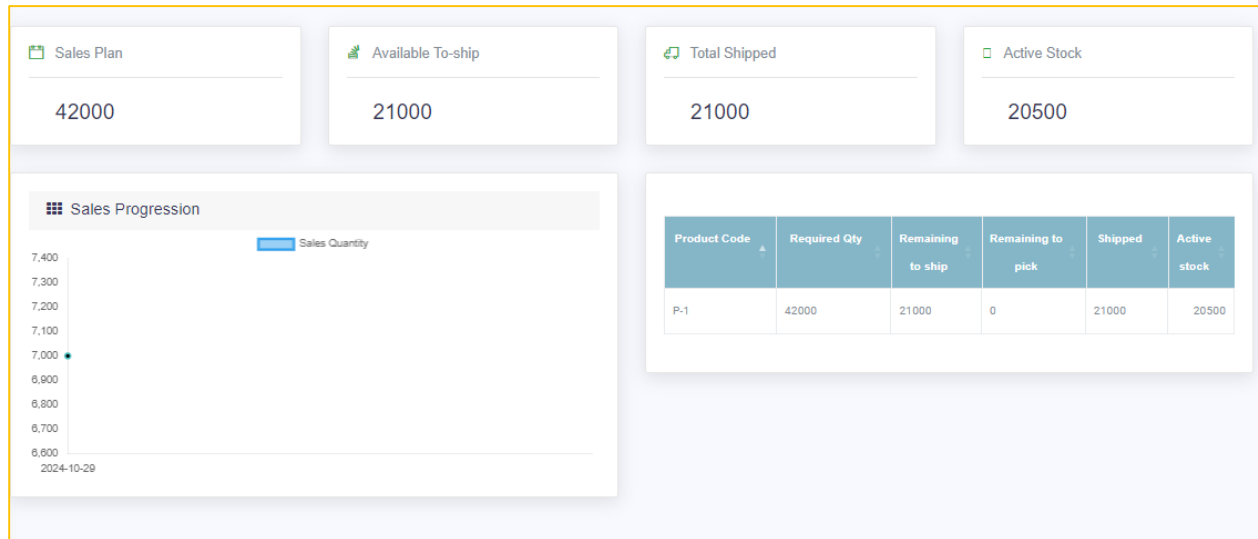 Sales Plan
42000
Available To-ship
21000
Total Shipped
21000
Active Stock
20500
Sales Progression
Sales Quantity
7,400
7,300
7,200
7,100
7,000
6,900
6,800
6,700
6,600
2024-10-29
Product Code Required Qty Remaining to ship Remaining to pick Shipped Active stock
P-1 42000 21000 0 21000 20500